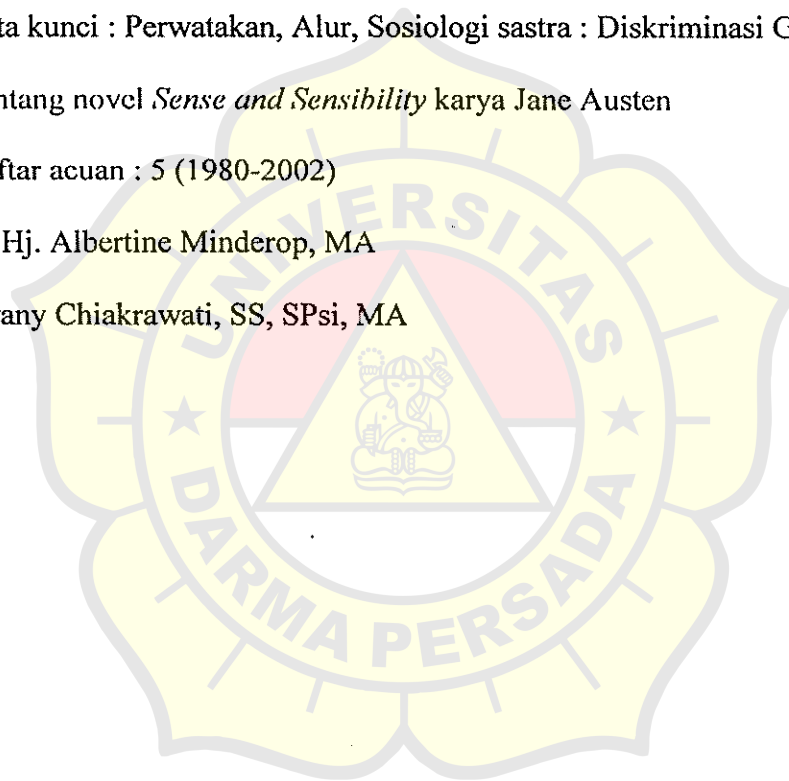 ta kunci : Perwatakan, Alur, Sosiologi sastra : Diskriminasi G
ntang novel Sense and Sensibility karya Jane Austen
ftar acuan : 5 (1980-2002)
Hj. Albertine Minderop, MA
any Chiakrawati, SS, SPsi, MA
UNIVERSITAS
DARMA PERSADA